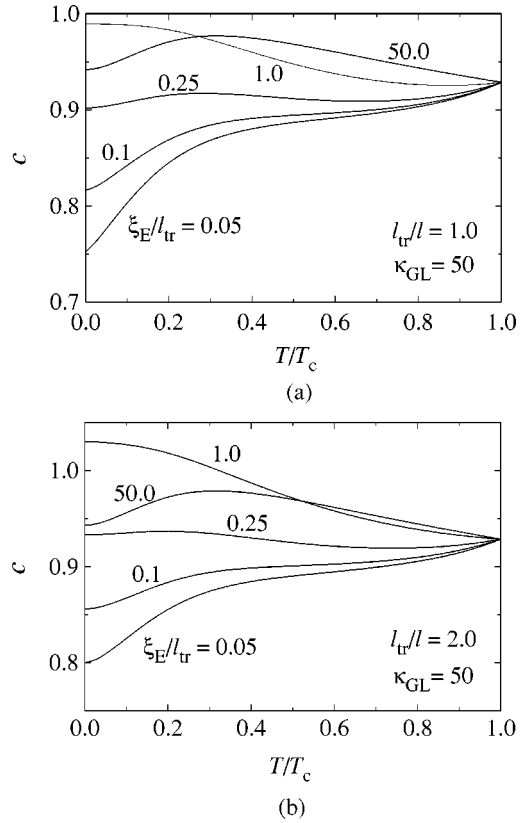 1.0
50.0
1.0
0.9
0.25
c
0.1
0.8
ξE/ltr = 0.05
ltr/l = 1.0
κGL = 50
0.7
0.0 0.2 0.4 0.6 0.8 1.0
T/Tc
(a)
1.0
1.0
50.0
0.25
c
0.9
0.1
ξE/ltr = 0.05
ltr/l = 2.0
0.8
κGL = 50
0.0 0.2 0.4 0.6 0.8 1.0
T/Tc
(b)